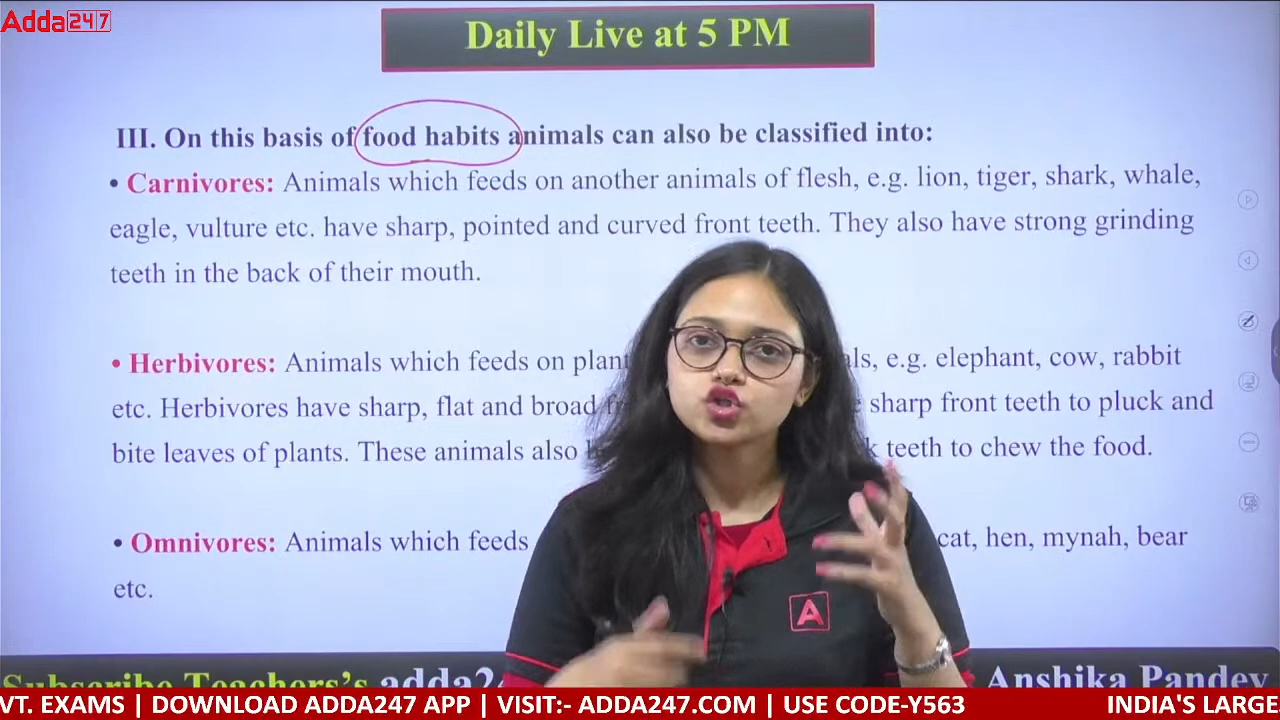 Adda247
Daily Live at 5 PM
III. On this basis of food habits animals can also be classified into:
• Carnivores: Animals which feeds on another animals of flesh, e.g. lion, tiger, shark, whale,
eagle, vulture etc. have sharp, pointed and curved front teeth. They also have strong grinding
teeth in the back of their mouth.
• Herbivores: Animals which feeds on plant e.g. elephant, cow, rabbit
etc. Herbivores have sharp, flat and broad sharp front teeth to pluck and
bite leaves of plants. These animals also teeth to chew the food.
• Omnivores: Animals which feeds cat, hen, mynah, bear
etc.
Subscribe Teacher's adda24 Anshika Pandey
VT. EXAMS | DOWNLOAD ADDA247 APP | VISIT:- ADDA247.COM | USE CODE-Y563 INDIA'S LARGE
A